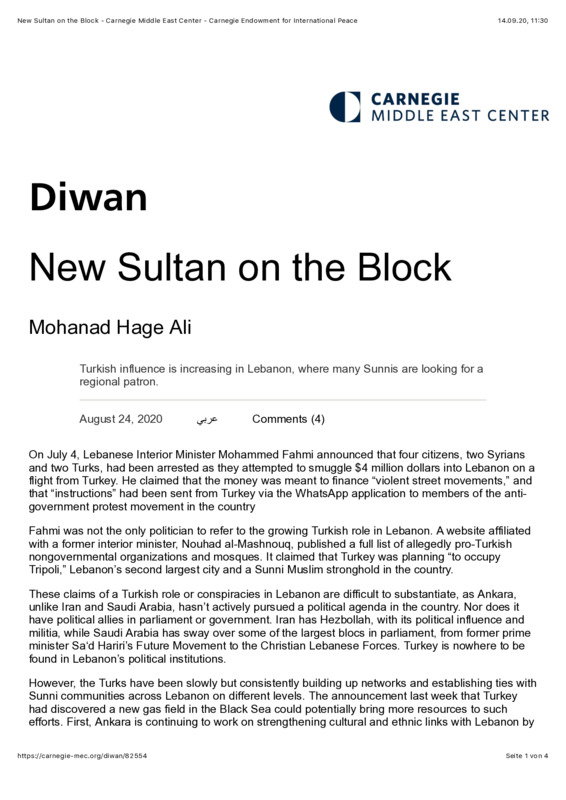 New Sultan on the Block - Carnegie Middle East Center - Carnegie Endowment for International Peace
14.09.20, 11:30
CARNEGIE
MIDDLE EAST CENTER
Diwan
New Sultan on the Block
Mohanad Hage Ali
Turkish influence is increasing in Lebanon, where many Sunnis are looking for a
regional patron.
August 24, 2020 عربي Comments (4)
On July 4, Lebanese Interior Minister Mohammed Fahmi announced that four citizens, two Syrians
and two Turks, had been arrested as they attempted to smuggle $4 million dollars into Lebanon on a
flight from Turkey. He claimed that the money was meant to finance “violent street movements,” and
that “instructions” had been sent from Turkey via the WhatsApp application to members of the anti-
government protest movement in the country
Fahmi was not the only politician to refer to the growing Turkish role in Lebanon. A website affiliated
with a former interior minister, Nouhad al-Mashnouq, published a full list of allegedly pro-Turkish
nongovernmental organizations and mosques. It claimed that Turkey was planning “to occupy
Tripoli,” Lebanon’s second largest city and a Sunni Muslim stronghold in the country.
These claims of a Turkish role or conspiracies in Lebanon are difficult to substantiate, as Ankara,
unlike Iran and Saudi Arabia, hasn’t actively pursued a political agenda in the country. Nor does it
have political allies in parliament or government. Iran has Hezbollah, with its political influence and
militia, while Saudi Arabia has sway over some of the largest blocs in parliament, from former prime
minister Sa‘d Hariri’s Future Movement to the Christian Lebanese Forces. Turkey is nowhere to be
found in Lebanon’s political institutions.
However, the Turks have been slowly but consistently building up networks and establishing ties with
Sunni communities across Lebanon on different levels. The announcement last week that Turkey
had discovered a new gas field in the Black Sea could potentially bring more resources to such
efforts. First, Ankara is continuing to work on strengthening cultural and ethnic links with Lebanon by
https://carnegie-mec.org/diwan/82554
Seite 1 von 4